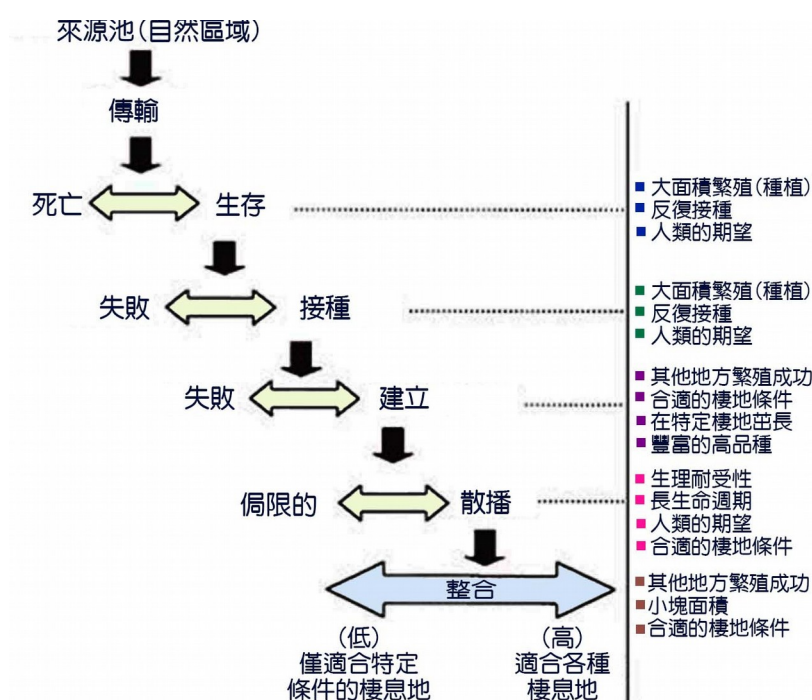 來源池(自然區域)
傳輸
死亡 生存
■ 大面積繁殖(種植)
■ 反復接種
■ 人類的期望
失敗 接種
■ 大面積繁殖(種植)
■ 反復接種
■ 人類的期望
失敗 建立
■ 其他地方繁殖成功
■ 合適的棲地條件
■ 在特定棲地茁長
■ 豐富的高品種
侷限的 散播
■ 生理耐受性
■ 長生命週期
■ 人類的期望
■ 合適的棲地條件
整合
■ 其他地方繁殖成功
■ 小塊面積
■ 合適的棲地條件
(低)
僅適合特定
條件的棲息地
(高)
適合各種
棲息地